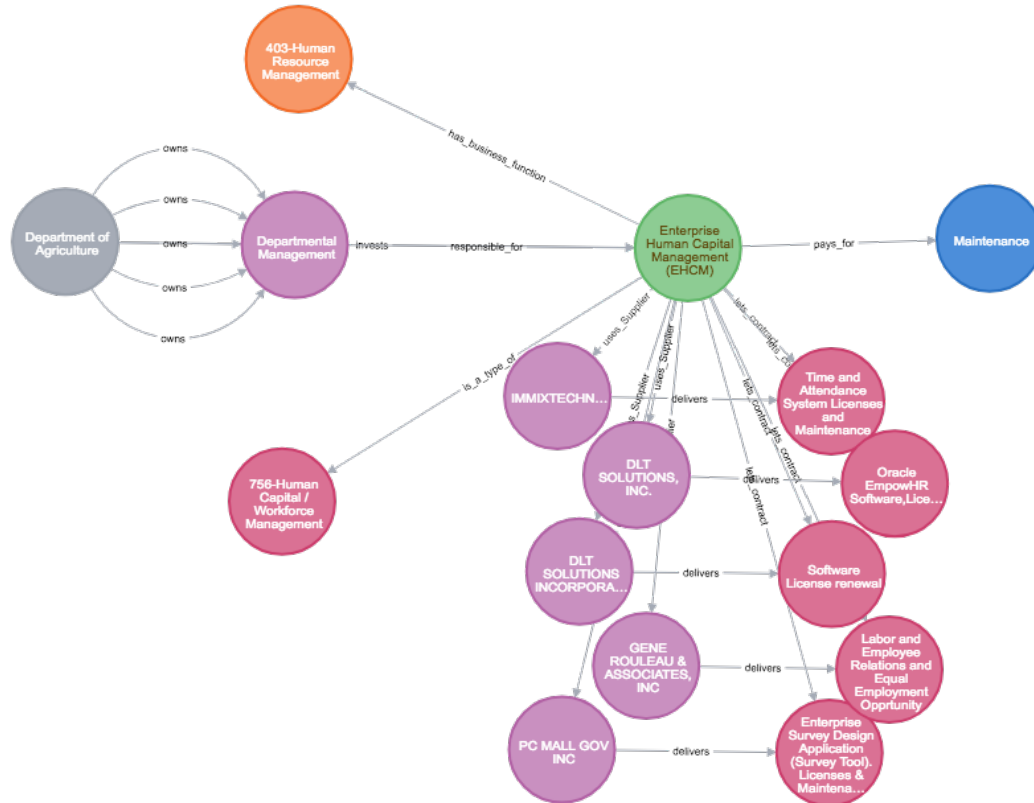 403-Human
Resource
Management
has_business_function
owns
owns
owns
owns
owns
Department of
Agriculture
Departmental
Management
invests
responsible_for
Enterprise
Human Capital
Management
(EHCM)
pays_for
Maintenance
is_a_type_of
756-Human
Capital /
Workforce
Management
uses_Supplier
uses_Supplier
s_Supplier
lier
lets_contract
lets_co
lets_contract
lets_contract
lets_contract
IMMIXTECHN...
delivers
Time and
Attendance
System Licenses
and
Maintenance
DLT
SOLUTIONS,
INC.
delivers
Oracle
EmpowHR
Software,Lice...
DLT
SOLUTIONS
INCORPORA...
delivers
Software
License renewal
GENE
ROULEAU &
ASSOCIATES,
INC
delivers
Labor and
Employee
Relations and
Equal
Employment
Opprtunity
PC MALL GOV
INC
delivers
Enterprise
Survey Design
Application
(Survey Tool).
Licenses &
Maintena...